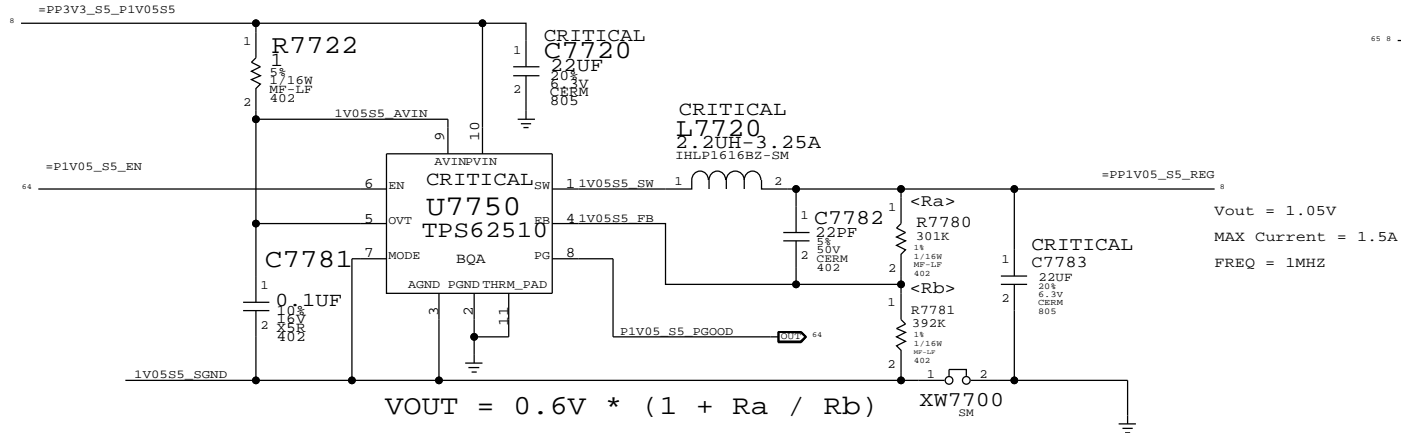 =PP3V3_S5_P1V05S5
8
65 8
1
R7722
1
5%
1/16W
MF-LF
402
2
CRITICAL
C7720
1
22UF
20%
6.3V
CERM
805
2
1V05S5_AVIN
9
10
CRITICAL
L7720
2.2UH-3.25A
IHLP1616BZ-SM
=P1V05_S5_EN
64
AVIN
PVIN
CRITICAL
U7750
TPS62510
BQA
6
EN
5
OVT
7
MODE
SW
1
1V05S5_SW
FB
4
1V05S5_FB
PG
8
AGND
PGND
THRM_PAD
3
2
11
1
2
=PP1V05_S5_REG
8
Vout = 1.05V
MAX Current = 1.5A
FREQ = 1MHZ
1
C7782
22PF
5%
50V
CERM
402
2
<Ra>
1
R7780
301K
1%
1/16W
MF-LF
402
2
<Rb>
1
R7781
392K
1%
1/16W
MF-LF
402
2
CRITICAL
C7783
1
22UF
20%
6.3V
CERM
805
2
C7781
1
0.1UF
10%
16V
X5R
402
2
P1V05_S5_PGOOD
OUT
64
1V05S5_SGND
1
2
XW7700
SM
VOUT = 0.6V * (1 + Ra / Rb)